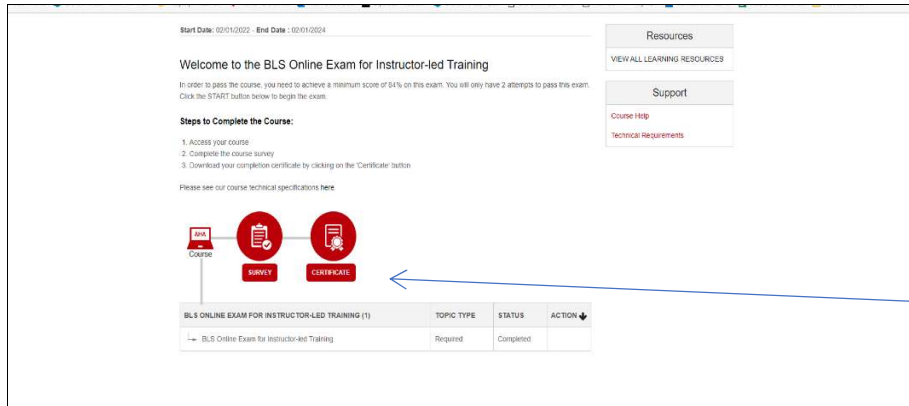 Start Date: 02/01/2022 - End Date : 02/01/2024
Welcome to the BLS Online Exam for Instructor-led Training
In order to pass the course, you need to achieve a minimum score of 84% on this exam. You will only have 2 attempts to pass this exam.
Click the START button below to begin the exam.
Steps to Complete the Course:
1. Access your course
2. Complete the course survey
3. Download your completion certificate by clicking on the 'Certificate' button
Please see our course technical specifications here
AHA
Course
SURVEY
CERTIFICATE
BLS ONLINE EXAM FOR INSTRUCTOR-LED TRAINING (1) TOPIC TYPE STATUS ACTION
BLS Online Exam for Instructor-led Training Required Completed
Resources
VIEW ALL LEARNING RESOURCES
Support
Course Help
Technical Requirements